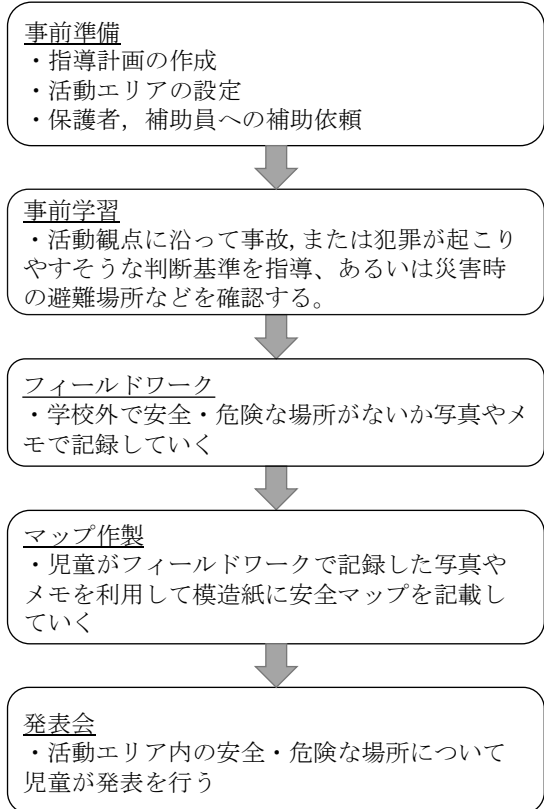 事前準備
・指導計画の作成
・活動エリアの設定
・保護者，補助員への補助依頼
事前学習
・活動観点に沿って事故,または犯罪が起こり
やすそうな判断基準を指導、あるいは災害時
の避難場所などを確認する。
フィールドワーク
・学校外で安全・危険な場所がないか写真やメ
モで記録していく
マップ作製
・児童がフィールドワークで記録した写真や
メモを利用して模造紙に安全マップを記載し
ていく
発表会
・活動エリア内の安全・危険な場所について
児童が発表を行う